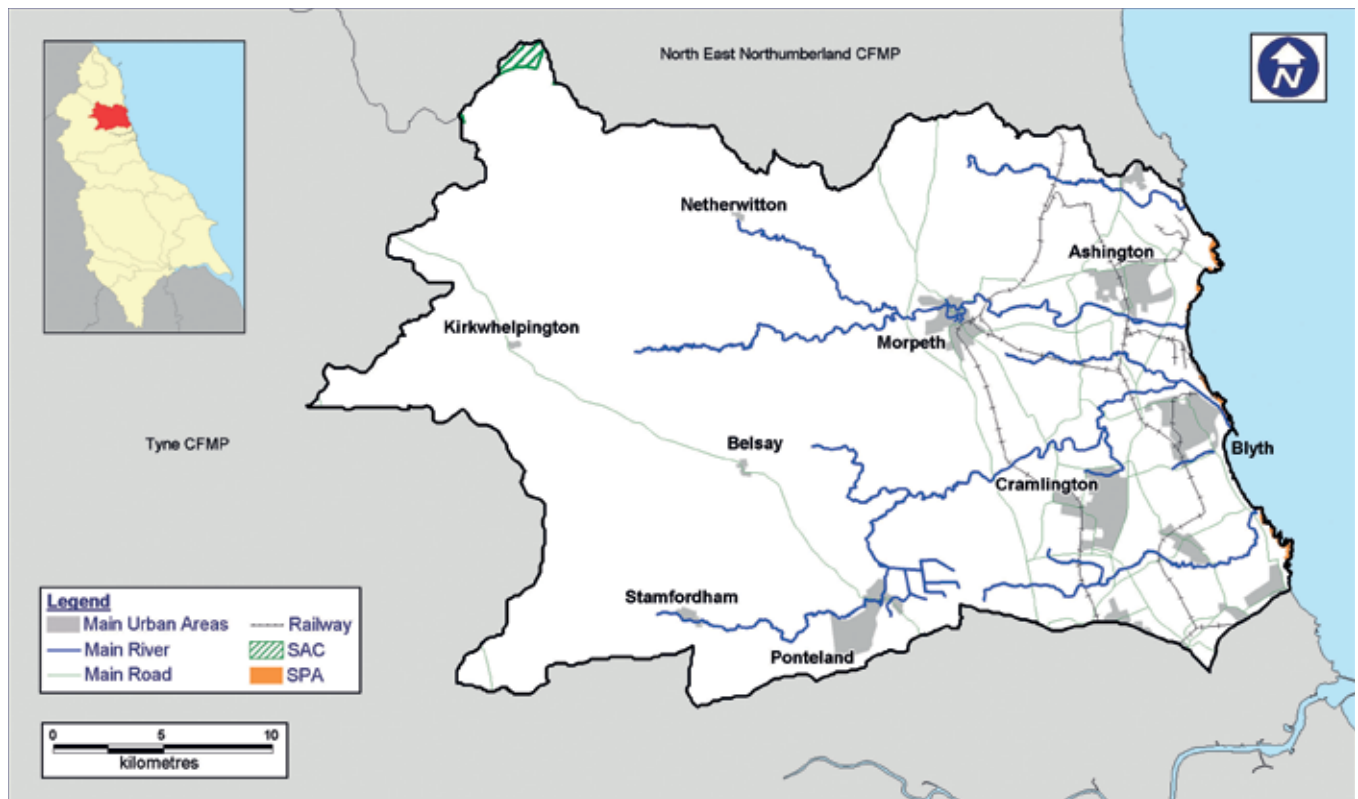 North East Northumberland CFMP
N
Netherwitton
Ashington
Kirkwhelpington
Morpeth
Tyne CFMP
Belsay
Blyth
Cramlington
Stamfordham
Ponteland
Legend
Main Urban Areas
Railway
Main River
SAC
Main Road
SPA
0 5 10
kilometres